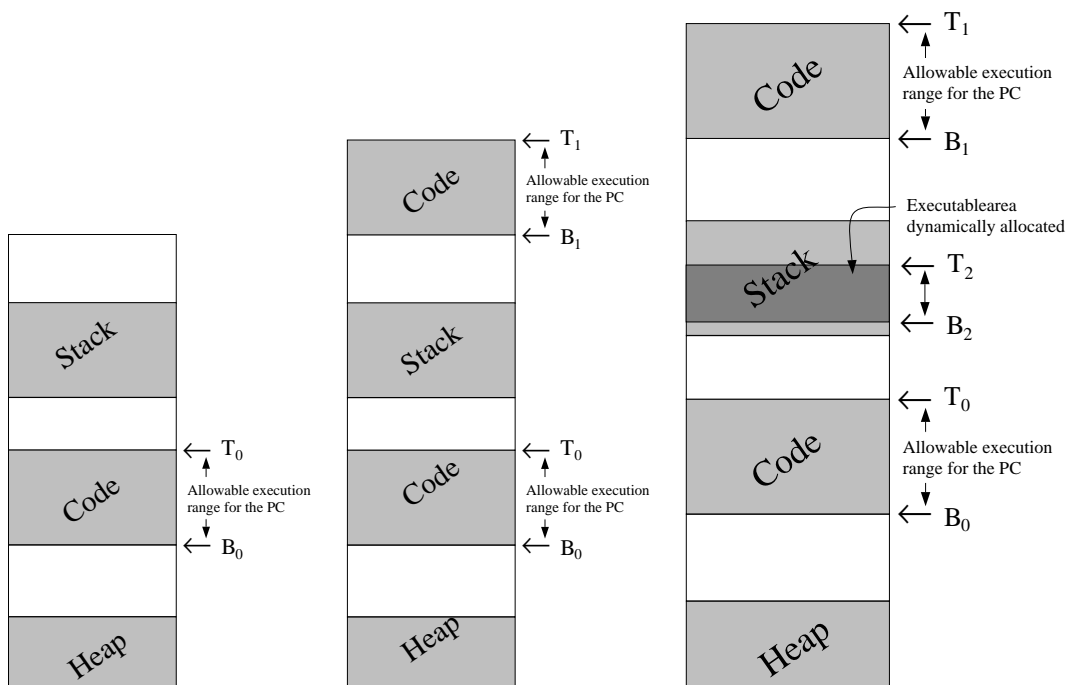 Stack
T0
Code
Allowable execution
range for the PC
B0
Heap
T1
Code
Allowable execution
range for the PC
B1
Stack
T0
Code
Allowable execution
range for the PC
B0
Heap
T1
Code
Allowable execution
range for the PC
B1
Executablearea
dynamically allocated
Stack
T2
B2
T0
Code
Allowable execution
range for the PC
B0
Heap